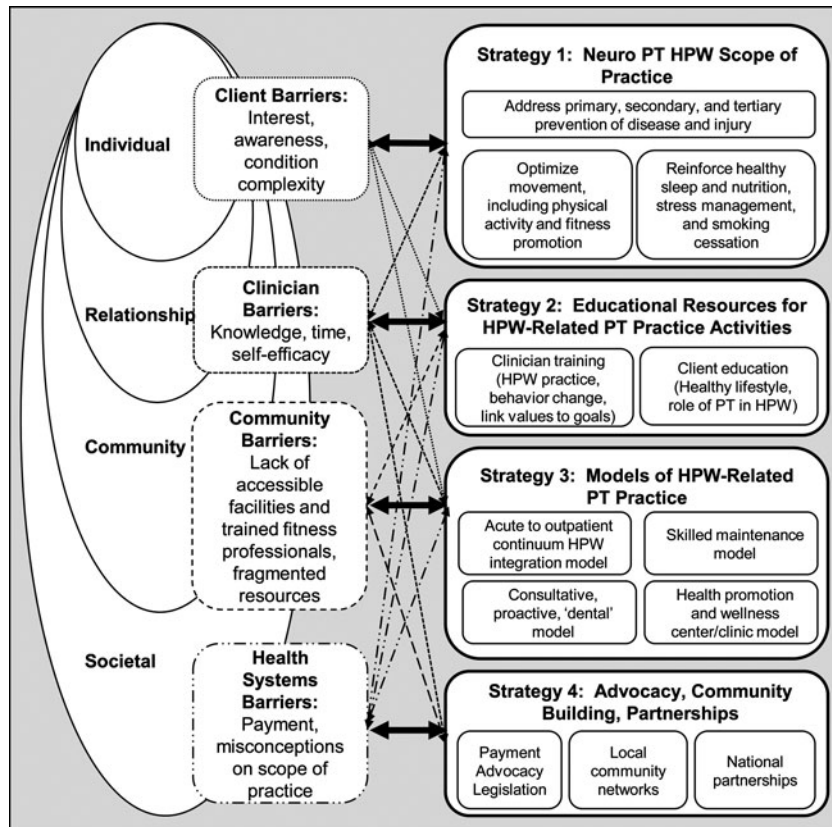 Individual
Relationship
Community
Societal
Client Barriers:
Interest,
awareness,
condition
complexity
Clinician
Barriers:
Knowledge, time,
self-efficacy
Community
Barriers:
Lack of
accessible
facilities and
trained fitness
professionals,
fragmented
resources
Health
Systems
Barriers:
Payment,
misconceptions
on scope of
practice
Strategy 1:  Neuro PT HPW Scope of
Practice
Address primary, secondary, and tertiary
prevention of disease and injury
Optimize
movement,
including physical
activity and fitness
promotion
Reinforce healthy
sleep and nutrition,
stress management,
and smoking
cessation
Strategy 2:  Educational Resources for
HPW-Related PT Practice Activities
Clinician training
(HPW practice,
behavior change,
link values to goals)
Client education
(Healthy lifestyle,
role of PT in HPW)
Strategy 3:  Models of HPW-Related
PT Practice
Acute to outpatient
continuum HPW
integration model
Skilled maintenance
model
Consultative,
proactive, 'dental'
model
Health promotion
and wellness
center/clinic model
Strategy 4:  Advocacy, Community
Building, Partnerships
Payment
Advocacy
Legislation
Local
community
networks
National
partnerships